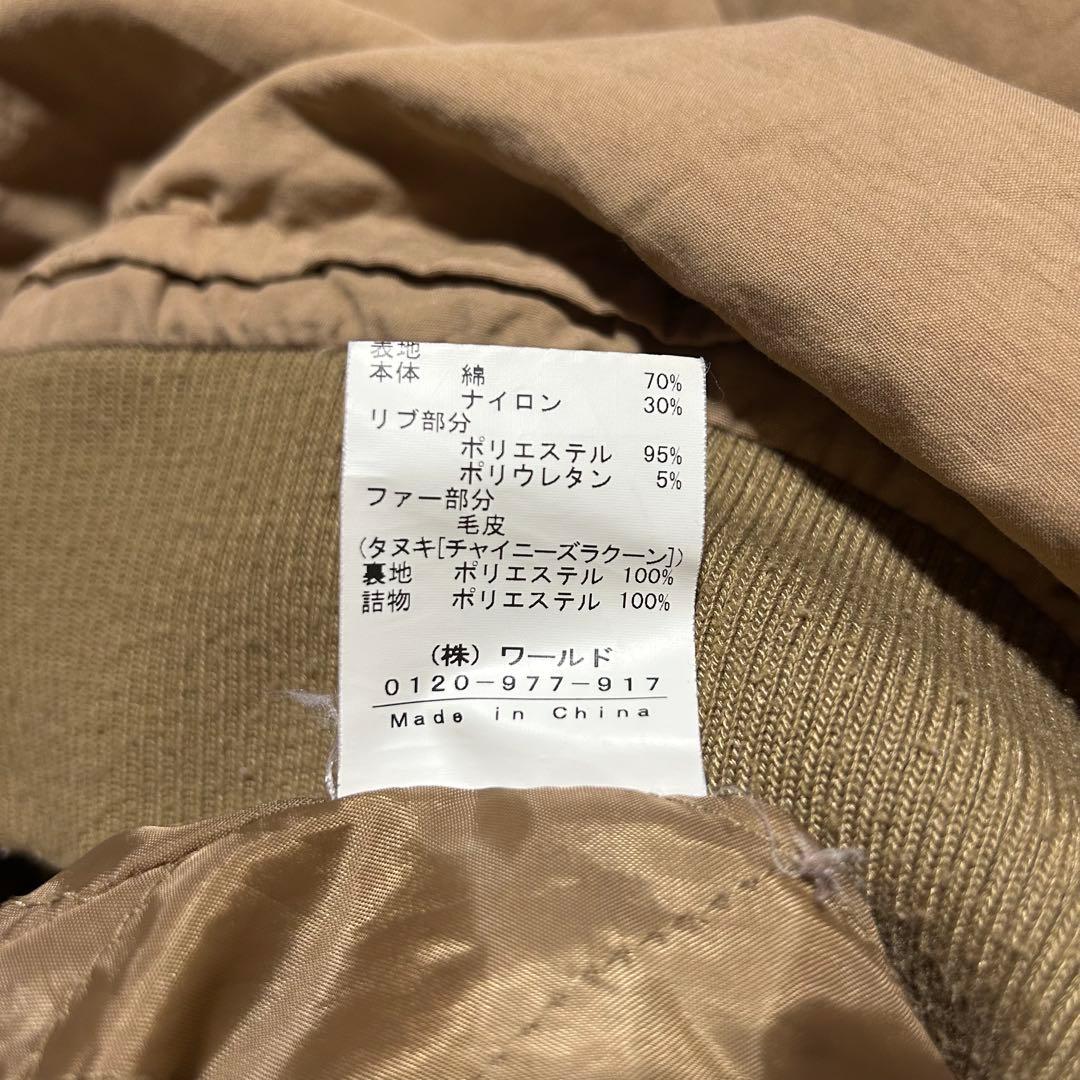 表地
本体 綿 70%
ナイロン 30%
リブ部分
ポリエステル 95%
ポリウレタン 5%
ファー部分
毛皮
(タヌキ[チャイニーズラクーン])
裏地 ポリエステル 100%
詰物 ポリエステル 100%
(株) ワールド
0120-977-917
Made in China